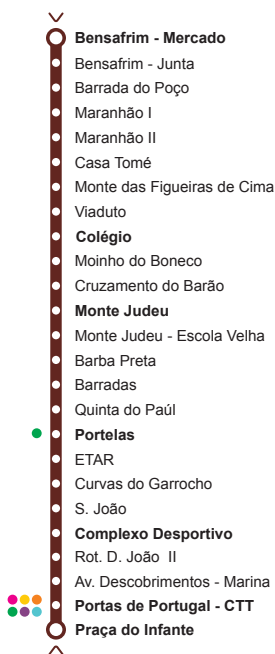 Bensafrim - Mercado
Bensafrim - Junta
Barrada do Poço
Maranhão I
Maranhão II
Casa Tomé
Monte das Figueiras de Cima
Viaduto
Colégio
Moinho do Boneco
Cruzamento do Barão
Monte Judeu
Monte Judeu - Escola Velha
Barba Preta
Barradas
Quinta do Paúl
Portelas
ETAR
Curvas do Garrocho
S. João
Complexo Desportivo
Rot. D. João II
Av. Descobrimentos - Marina
Portas de Portugal - CTT
Praça do Infante